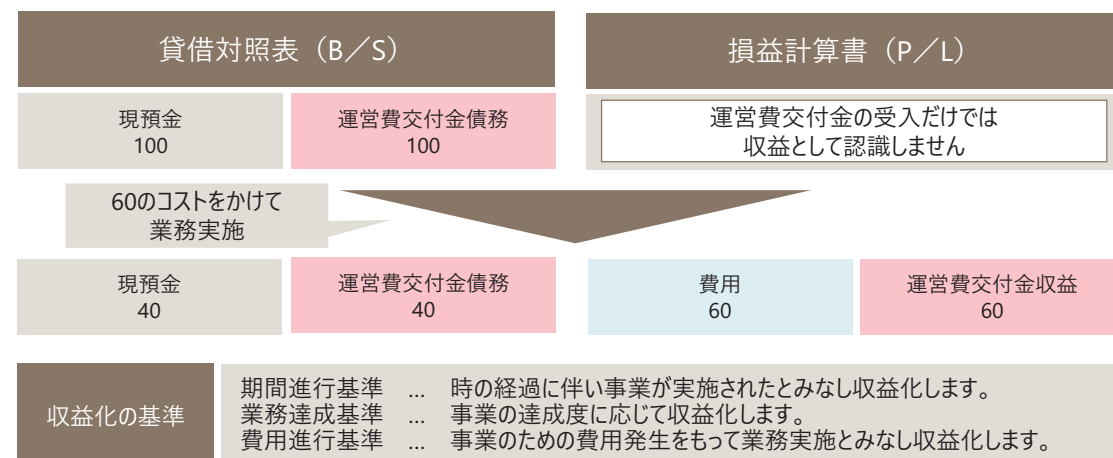 貸借対照表（B／S）
損益計算書（P／L）
現預金
100
運営費交付金債務
100
運営費交付金の受入だけでは
収益として認識しません
60のコストをかけて
業務実施
現預金
40
運営費交付金債務
40
費用
60
運営費交付金収益
60
収益化の基準
期間進行基準 … 時の経過に伴い事業が実施されたとみなし収益化します。
業務達成基準 … 事業の達成度に応じて収益化します。
費用進行基準 … 事業のための費用発生をもって業務実施とみなし収益化します。